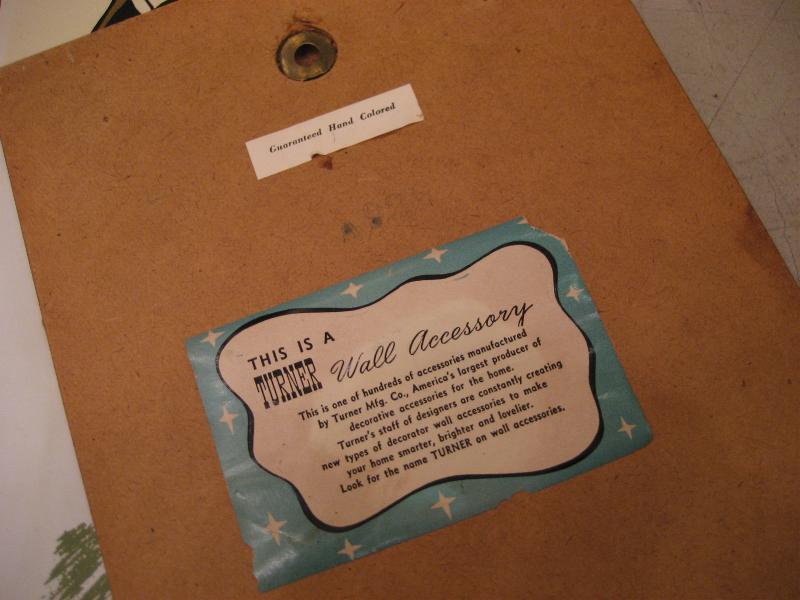 Guaranteed Hand Colored
THIS IS A
TURNER Wall Accessory
This is one of hundreds of accessories manufactured
by Turner Mfg. Co., America's largest producer of
decorative accessories for the home.
Turner's staff of designers are constantly creating
new types of decorator wall accessories to make
your home smarter, brighter and lovelier.
Look for the name TURNER on wall accessories.